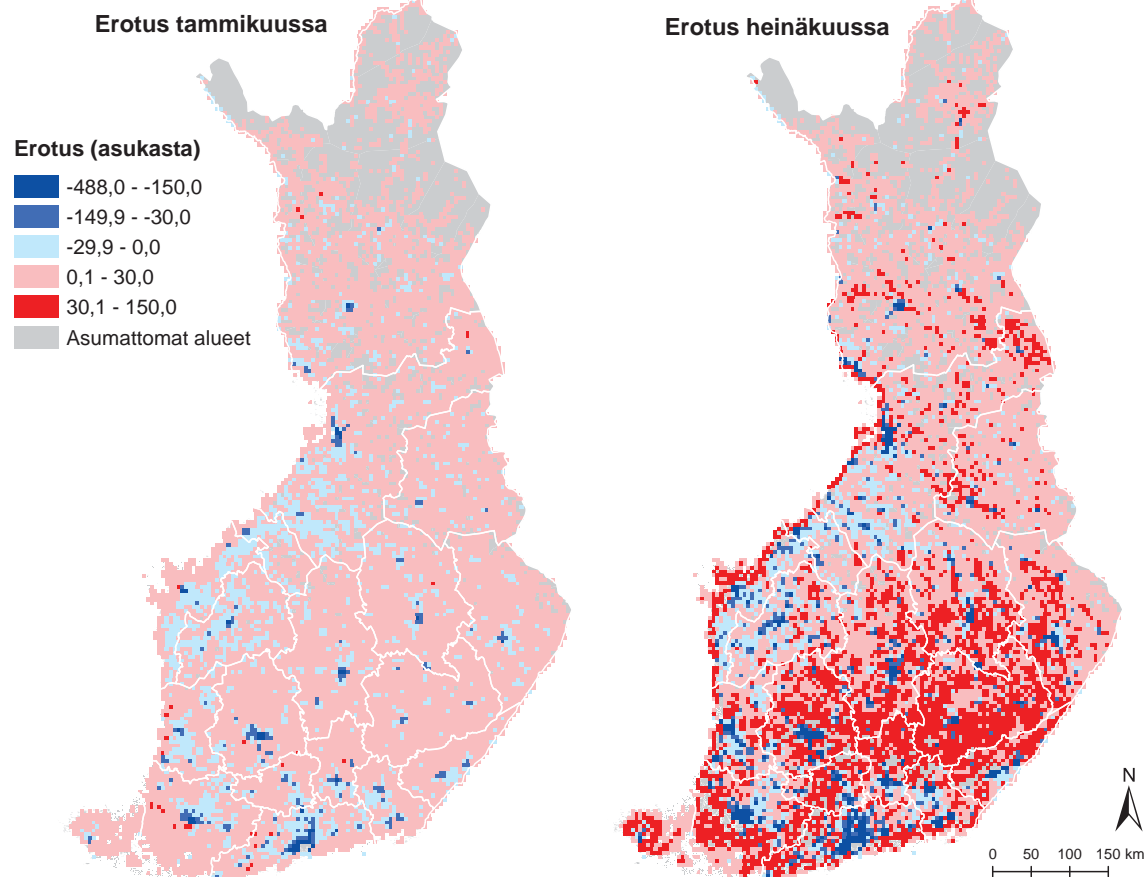 Erotus tammikuussa
Erotus heinäkuussa
Erotus (asukasta)
-488,0 - -150,0
-149,9 - -30,0
-29,9 - 0,0
0,1 - 30,0
30,1 - 150,0
Asumattomat alueet
N
0 50 100 150 km